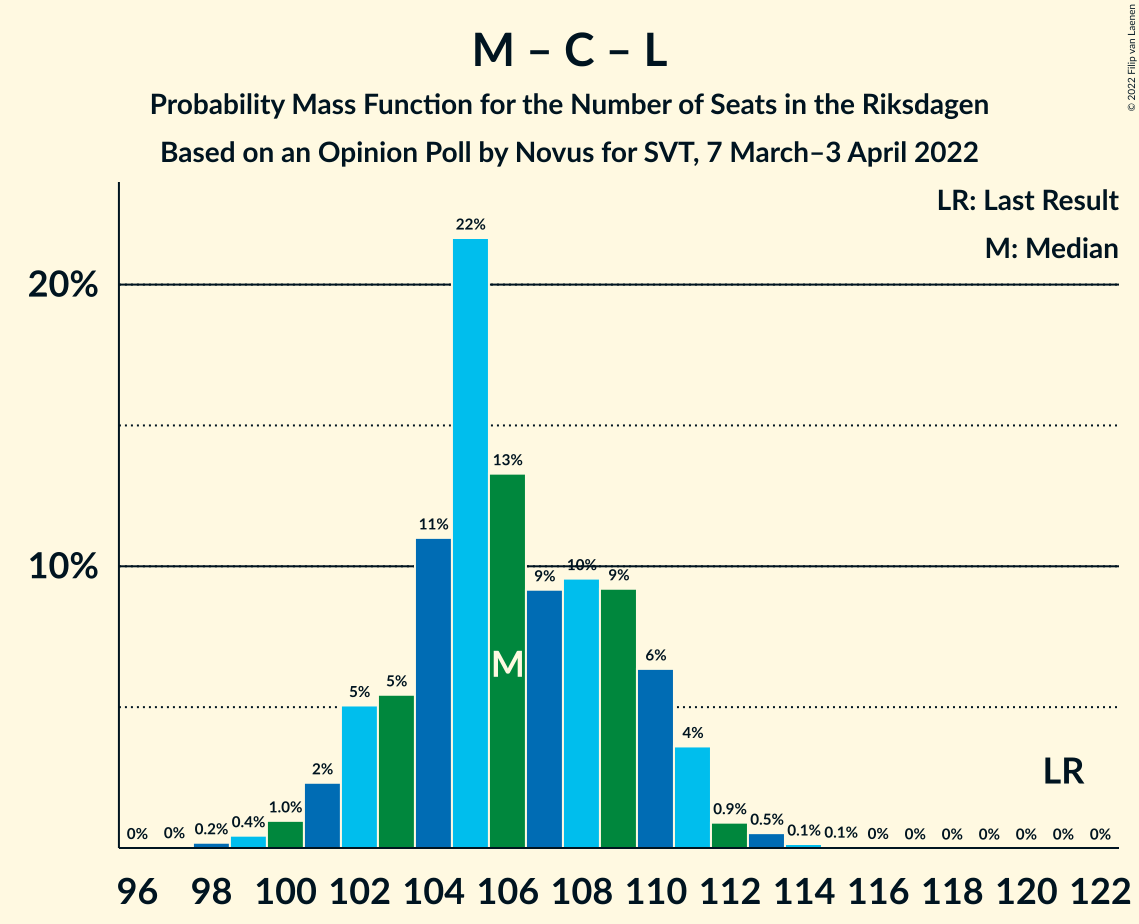 M – C – L
Probability Mass Function for the Number of Seats in the Riksdagen
Based on an Opinion Poll by Novus for SVT, 7 March–3 April 2022
© 2022 Filip van Laenen
LR: Last Result
M: Median
20%
10%
0% 0% 0.2% 0.4% 1.0% 2% 5% 5% 11% 22% 13% 9% 10% 9% 6% 4% 0.9% 0.5% 0.1% 0.1% 0% 0% 0% 0% 0% 0% 0%
M
LR
96 98 100 102 104 106 108 110 112 114 116 118 120 122